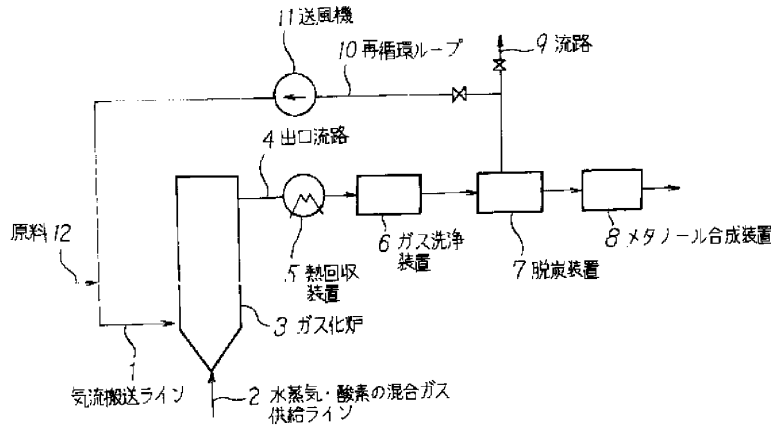 11 送風機
10 再循環ループ
9 流路
4 出口流路
原料 12
5 熱回収
装置
6 ガス洗浄
装置
7 脱炭装置
8 メタノール合成装置
3 ガス化炉
1
気流搬送ライン
2 水蒸気・酸素の混合ガス
供給ライン